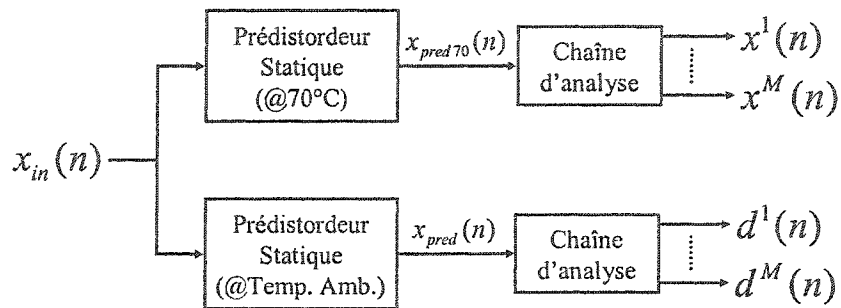 Prédistordeur
Statique
(@70°C)
x_{pred70}(n)
Chaîne
d'analyse
x^1(n)
x^M(n)
x_{in}(n)
Prédistordeur
Statique
(@Temp. Amb.)
x_{pred}(n)
Chaîne
d'analyse
d^1(n)
d^M(n)